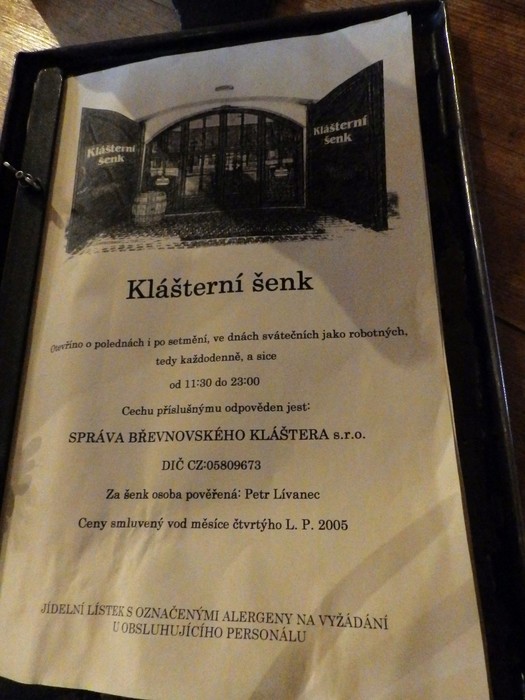 Klášterní
šenk
Klášterní
šenk
Klášterní šenk
Otevříno o polednách i po setmění, ve dnách svátečních jako robotných,
tedy každodenně, a sice
od 11:30 do 23:00
Cechu příslušnýmu odpověden jest:
SPRÁVA BŘEVNOVSKÉHO KLÁŠTERA s.r.o.
DIČ CZ:05809673
Za šenk osoba pověřená: Petr Lívanec
Ceny smluvený vod měsíce čtvrtýho L. P. 2005
JÍDELNÍ LÍSTEK S OZNAČENÝMI ALERGENY NA VYŽÁDÁNÍ
U OBSLUHUJÍCÍHO PERSONÁLU